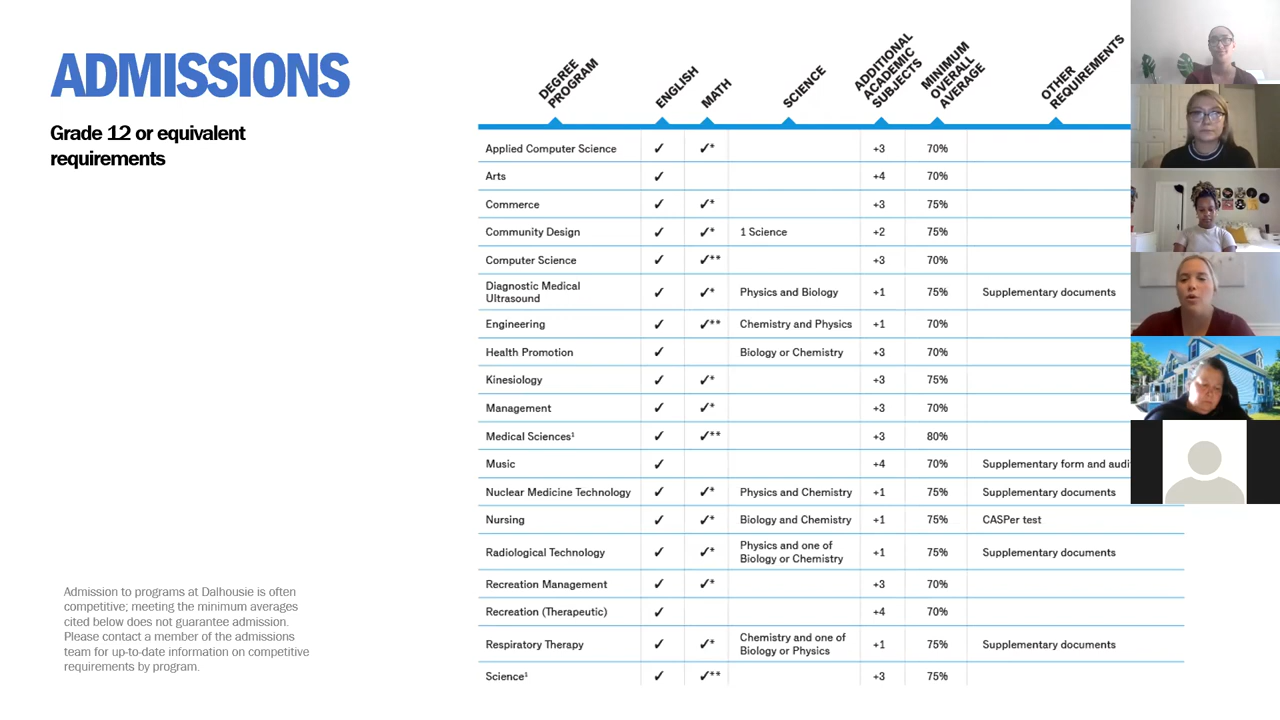 ADMISSIONS
Grade 12 or equivalent
requirements
DEGREE
PROGRAM
ENGLISH
MATH
SCIENCE
ADDITIONAL
ACADEMIC
SUBJECTS
MINIMUM
OVERALL
AVERAGE
OTHER
REQUIREMENTS
Applied Computer Science ✓ ✓* +3 70%
Arts ✓ +4 70%
Commerce ✓ ✓* +3 75%
Community Design ✓ ✓* 1 Science +2 75%
Computer Science ✓ ✓** +3 70%
Diagnostic Medical
Ultrasound ✓ ✓* Physics and Biology +1 75% Supplementary documents
Engineering ✓ ✓** Chemistry and Physics +1 70%
Health Promotion ✓ Biology or Chemistry +3 70%
Kinesiology ✓ ✓* +3 75%
Management ✓ ✓* +3 70%
Medical Sciences¹ ✓ ✓** +3 80%
Music ✓ +4 70% Supplementary form and
Nuclear Medicine Technology ✓ ✓* Physics and Chemistry +1 75% Supplementary documents
Nursing ✓ ✓* Biology and Chemistry +1 75% CASPer test
Radiological Technology ✓ ✓* Physics and one of
Biology or Chemistry +1 75% Supplementary documents
Recreation Management ✓ ✓* +3 70%
Recreation (Therapeutic) ✓ +4 70%
Respiratory Therapy ✓ ✓* Chemistry and one of
Biology or Physics +1 75% Supplementary documents
Science¹ ✓ ✓** +3 75%
Admission to programs at Dalhousie is often
competitive; meeting the minimum averages
cited below does not guarantee admission.
Please contact a member of the admissions
team for up-to-date information on competitive
requirements by program.